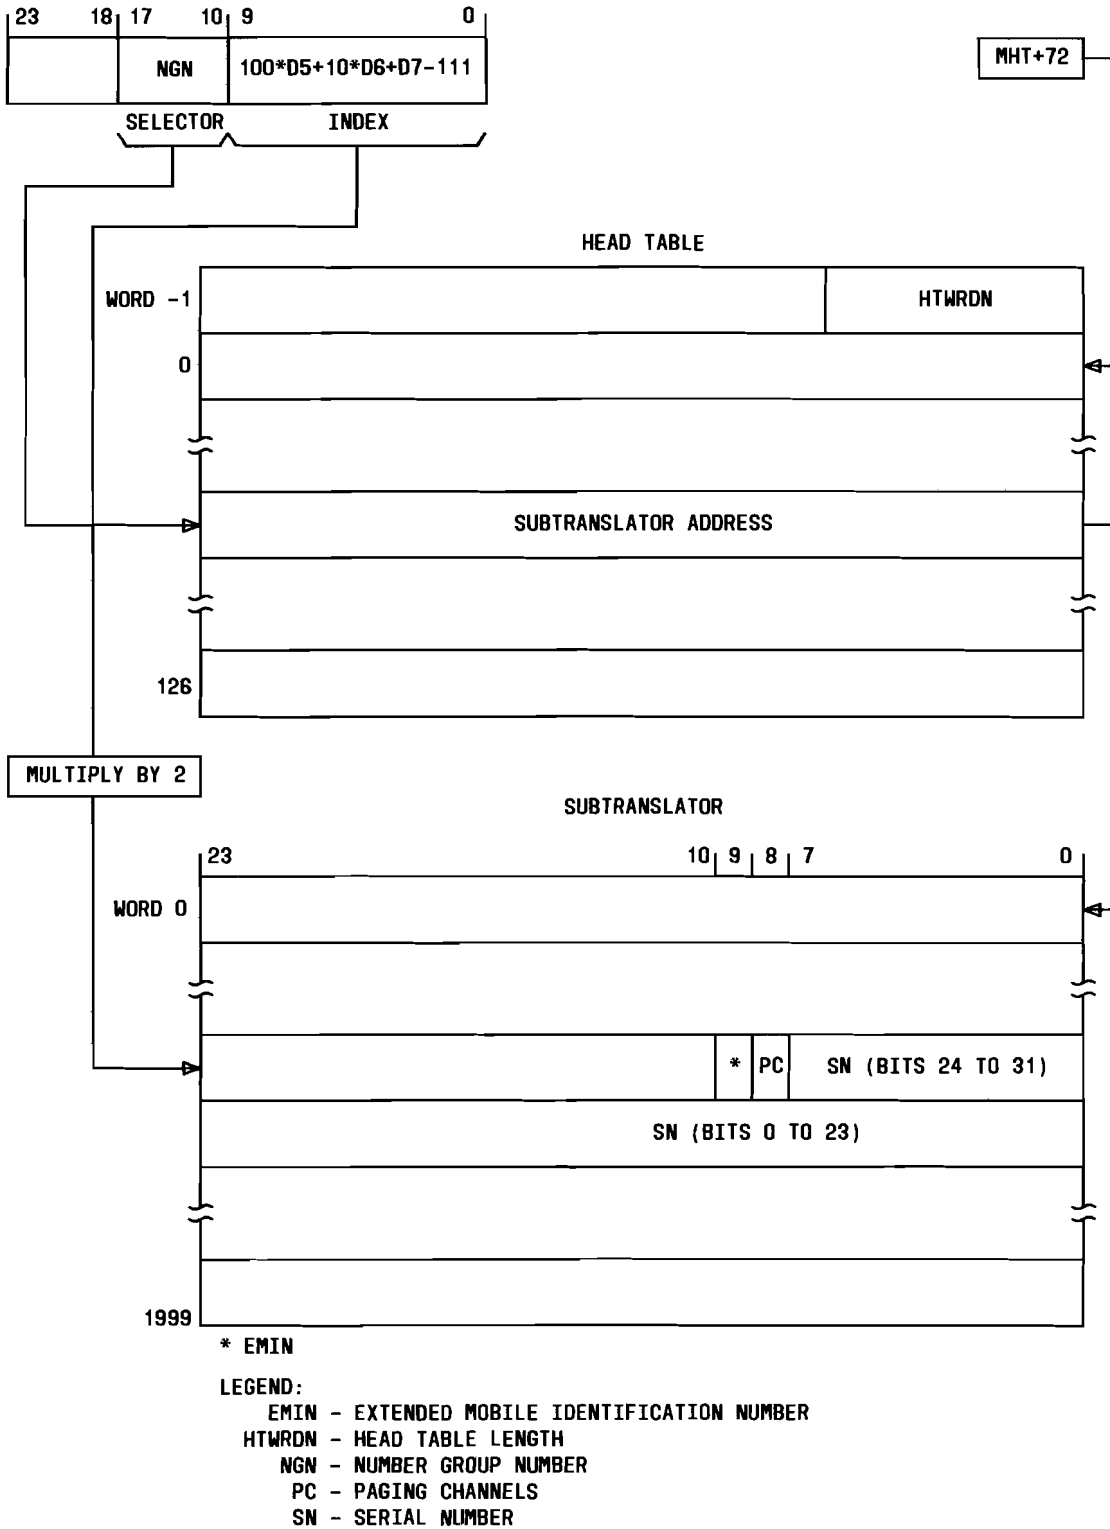 23 18 17 10 9 0
NGN 100*D5+10*D6+D7-111 MHT+72
SELECTOR INDEX
HEAD TABLE
WORD -1 HTWRDN
0
SUBTRANSLATOR ADDRESS
126
MULTIPLY BY 2
SUBTRANSLATOR
23 10 9 8 7 0
WORD 0
* PC SN (BITS 24 TO 31)
SN (BITS 0 TO 23)
1999
* EMIN
LEGEND:
EMIN - EXTENDED MOBILE IDENTIFICATION NUMBER
HTWRDN - HEAD TABLE LENGTH
NGN - NUMBER GROUP NUMBER
PC - PAGING CHANNELS
SN - SERIAL NUMBER